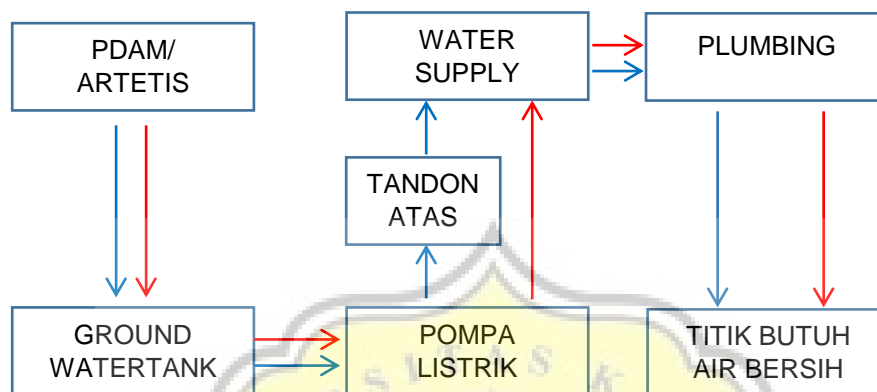 PDAM/
ARTETIS
WATER
SUPPLY
PLUMBING
TANDON
ATAS
GROUND
WATERTANK
POMPA
LISTRIK
TITIK BUTUH
AIR BERSIH